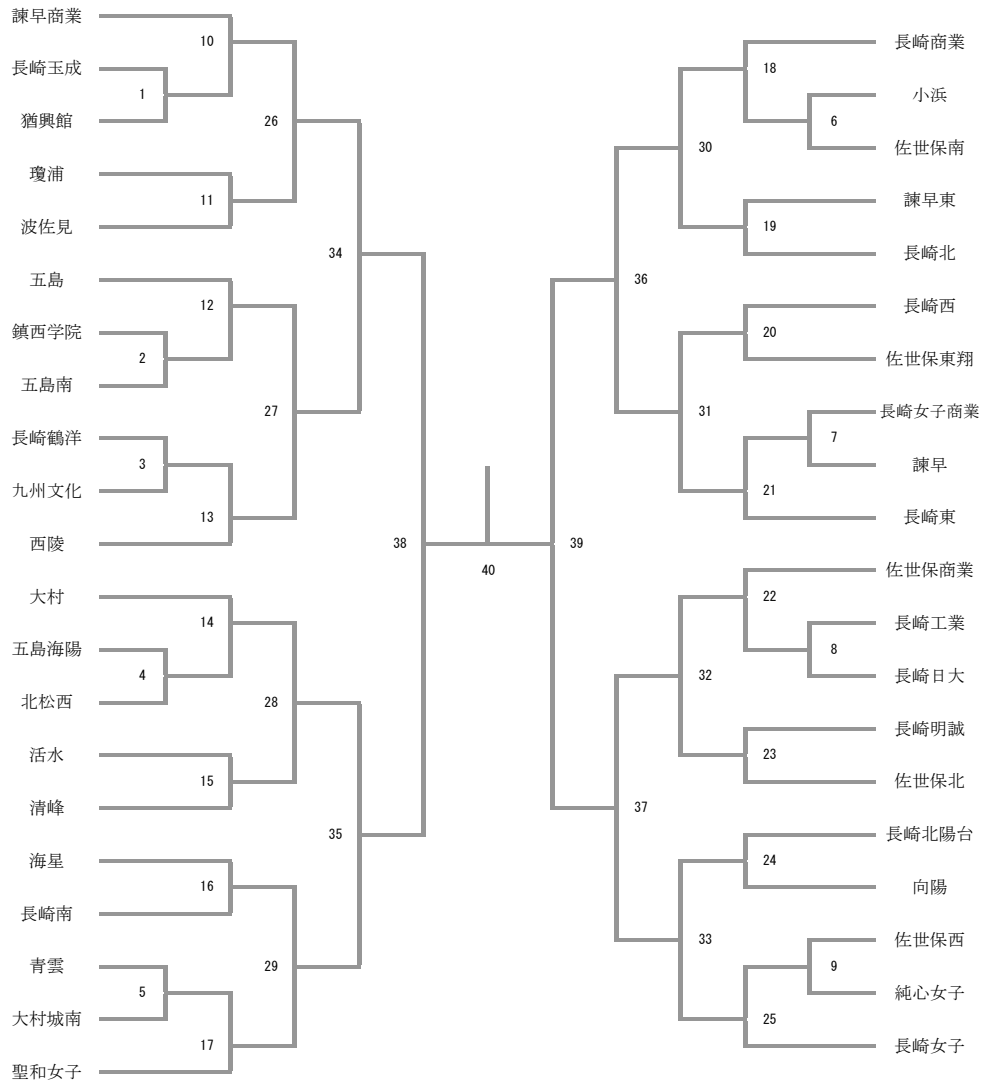 諫早商業
長崎玉成
猶興館
瓊浦
波佐見
五島
鎮西学院
五島南
長崎鶴洋
九州文化
西陵
大村
五島海陽
北松西
活水
清峰
海星
長崎南
青雲
大村城南
聖和女子
1
2
3
4
5
10
11
12
13
14
15
16
17
26
27
28
29
34
35
38
40
39
36
37
30
31
32
33
18
19
20
21
22
23
24
25
6
7
8
9
長崎商業
小浜
佐世保南
諫早東
長崎北
長崎西
佐世保東翔
長崎女子商業
諫早
長崎東
佐世保商業
長崎工業
長崎日大
長崎明誠
佐世保北
長崎北陽台
向陽
佐世保西
純心女子
長崎女子